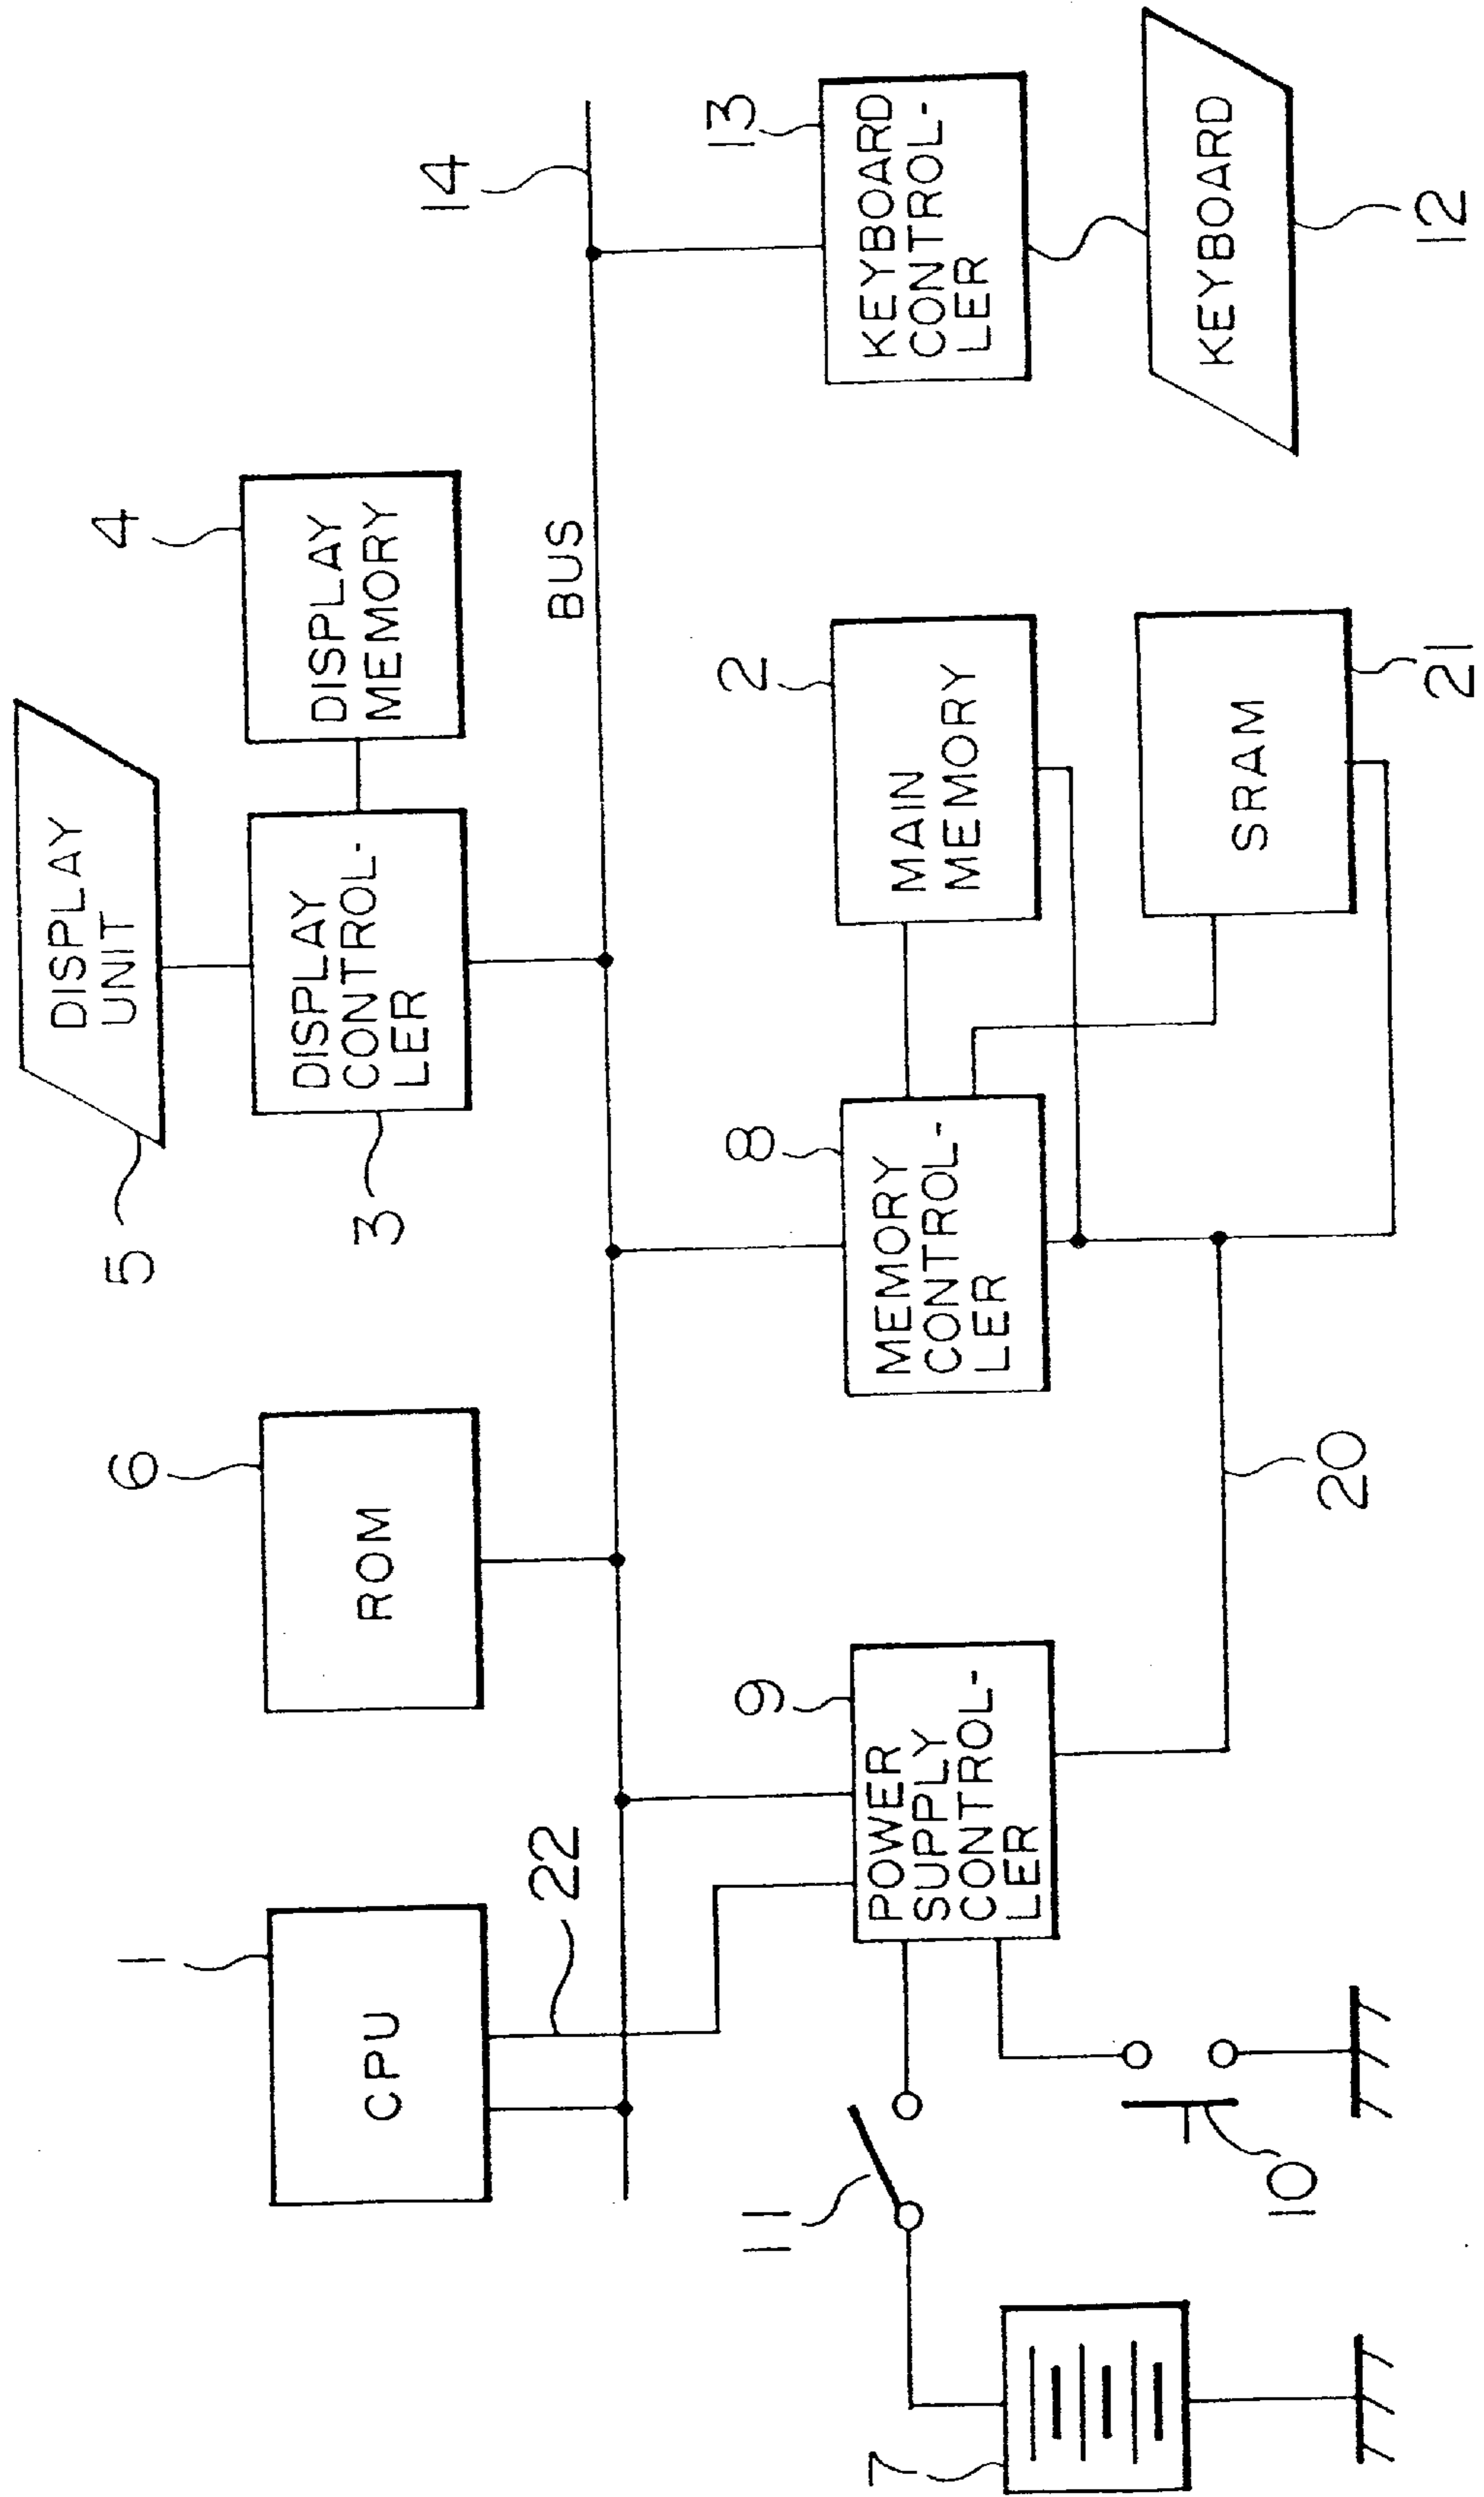 5
DISPLAY
UNIT
4
DISPLAY
MEMORY
3
DISPLAY
CONTROL-
LER
6
ROM
1
CPU
22
BUS
14
13
KEYBOARD
CONTROL-
LER
KEYBOARD
12
2
MAIN
MEMORY
SRAM
21
8
MEMORY
CONTROL-
LER
20
9
POWER
SUPPLY
CONTROL-
LER
11
10
7